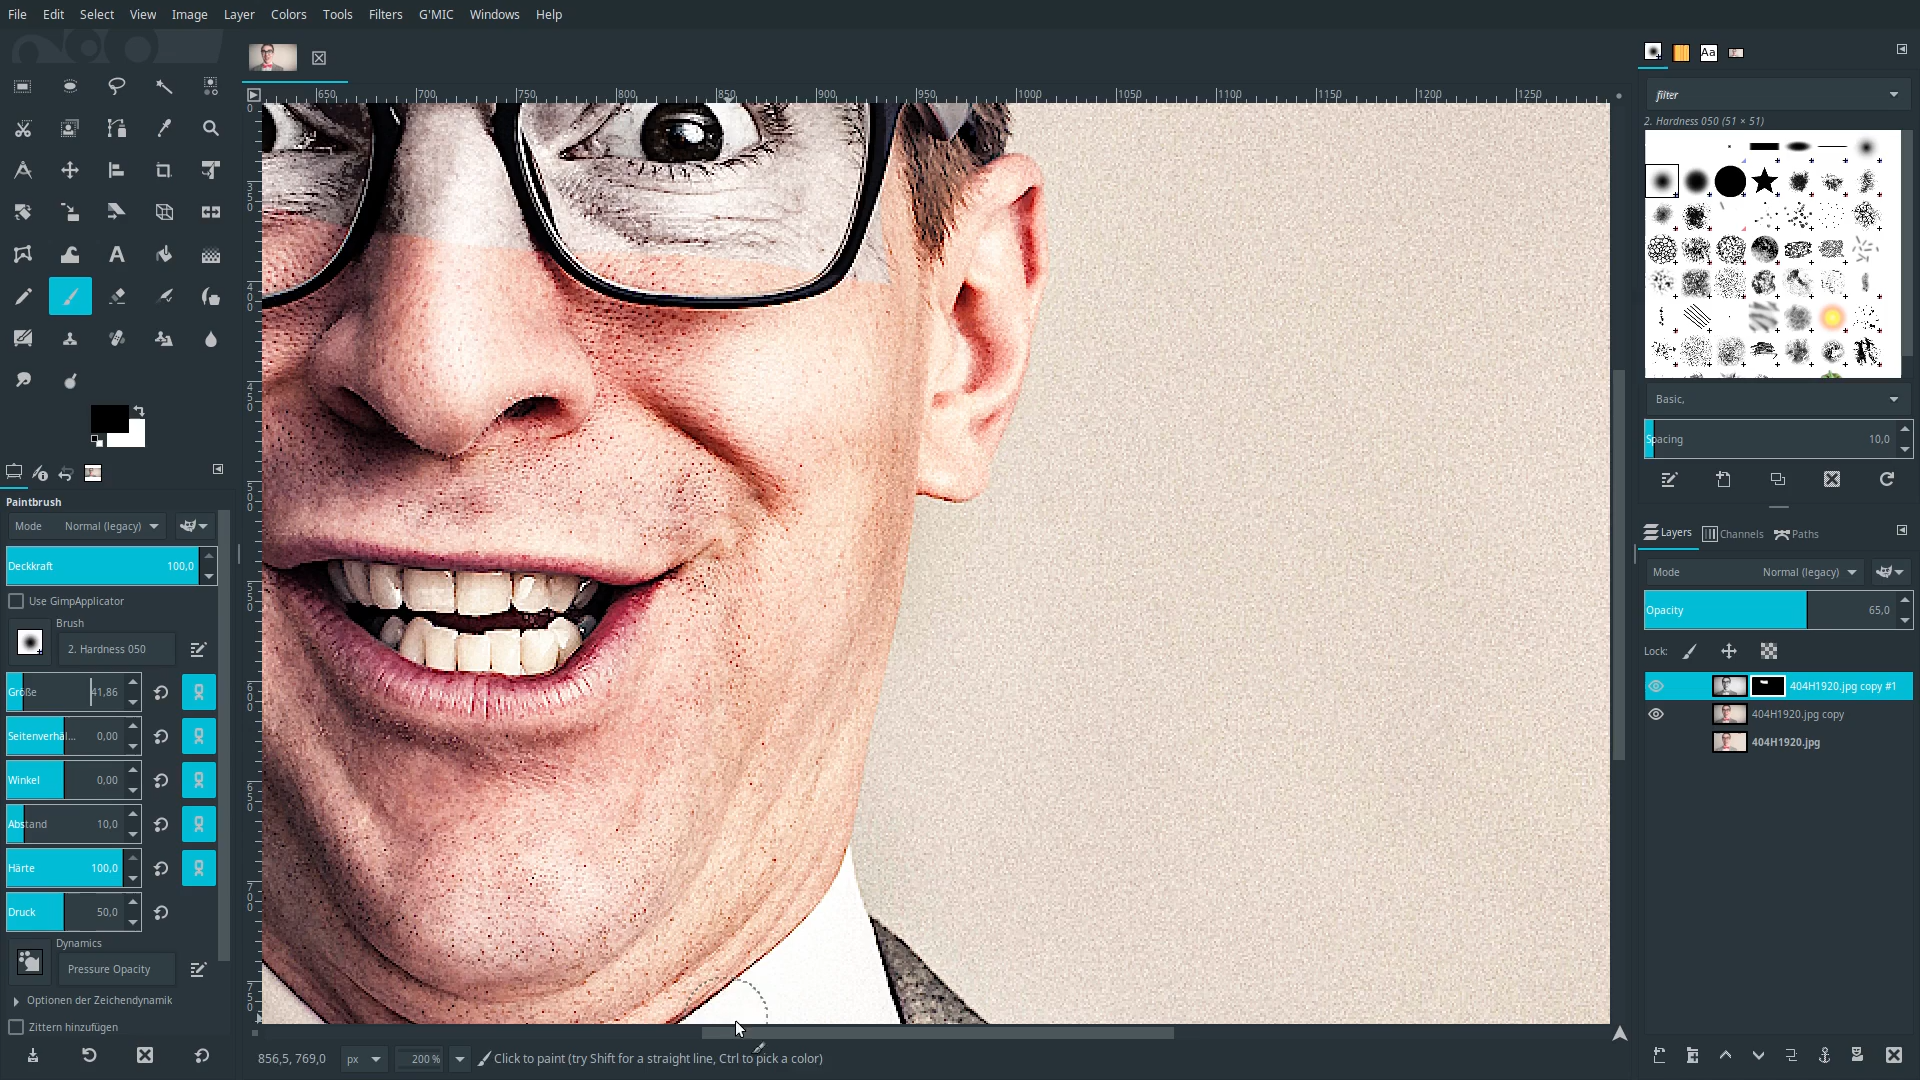 File Edit Select View Image Layer Colors Tools Filters G'MIC Windows Help
650 700 750 800 850 900 950 1000 1050 1100 1150 1200 1250
Aa
filter
2. Hardness 050 (51 × 51)
Basic,
Spacing 10,0
Paintbrush
Mode Normal (legacy)
Deckkraft 100,0
Use GimpApplicator
Brush
2. Hardness 050
Größe 41,86
Seitenverhäl... 0,00
Winkel 0,00
Abstand 10,0
Härte 100,0
Druck 50,0
Dynamics
Pressure Opacity
Optionen der Zeichendynamik
Zittern hinzufügen
Layers Channels Paths
Mode Normal (legacy)
Opacity 65,0
Lock:
404H1920.jpg copy #1
404H1920.jpg copy
404H1920.jpg
856,5, 769,0 px 200 % Click to paint (try Shift for a straight line, Ctrl to pick a color)